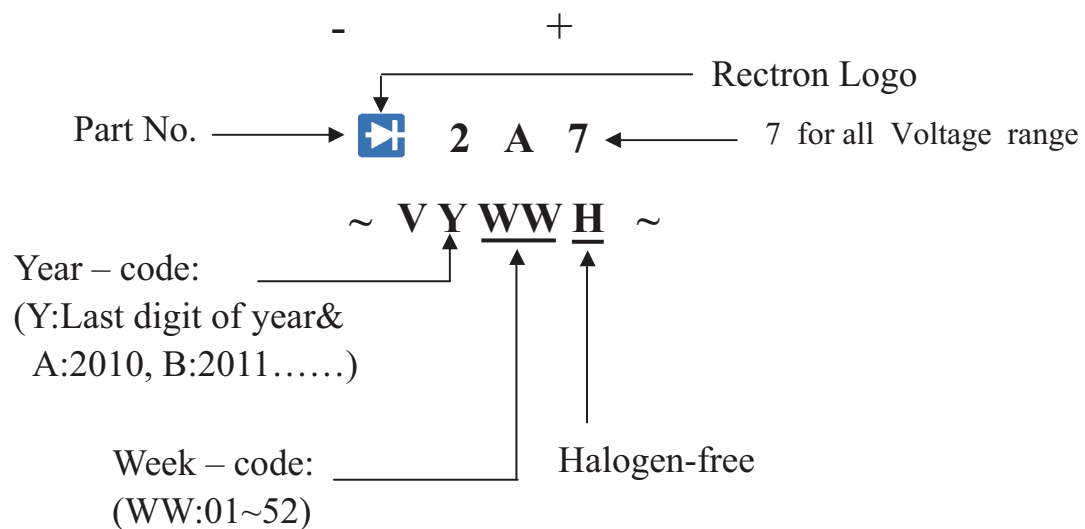 - +
Rectron Logo
Part No. 2 A 7 7 for all Voltage range
~ V Y WW H ~
Year – code:
(Y:Last digit of year&
A:2010, B:2011……)
Week – code:
(WW:01~52)
Halogen-free